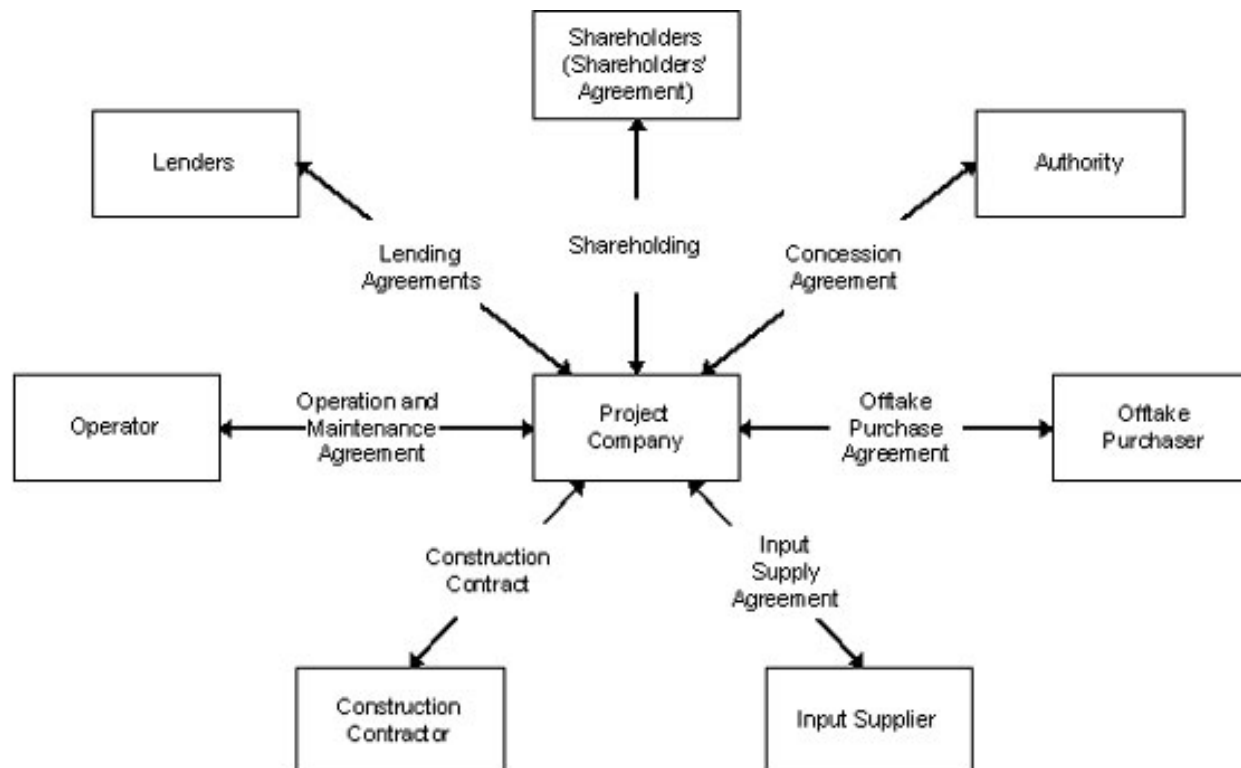 Shareholders
(Shareholders'
Agreement)
Lenders
Authority
Lending
Agreements
Shareholding
Concession
Agreement
Operator
Operation and
Maintenance
Agreement
Project
Company
Offtake
Purchase
Agreement
Offtake
Purchaser
Construction
Contract
Input
Supply
Agreement
Construction
Contractor
Input Supplier